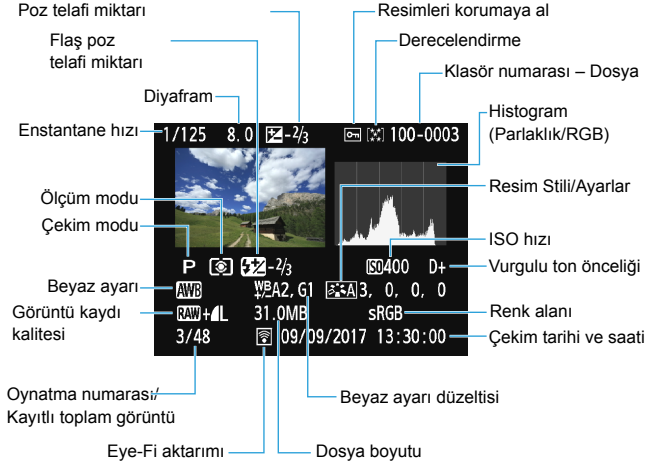 Poz telafi miktarı
Resimleri korumaya al
Flaş poz
telafi miktarı
Derecelendirme
Klasör numarası – Dosya
Diyafram
Histogram
(Parlaklık/RGB)
Enstantane hızı
1/125 8.0 -2/3 100-0003
Ölçüm modu
Resim Stili/Ayarlar
Çekim modu
ISO hızı
P -2/3 ISO 400 D+
Vurgulu ton önceliği
Beyaz ayarı
AWB WB A2, G1 A 3, 0, 0, 0
Görüntü kaydı
kalitesi
RAW+L 31.0MB sRGB
Renk alanı
3/48 09/09/2017 13:30:00
Çekim tarihi ve saati
Oynatma numarası/
Kayıtlı toplam görüntü
Beyaz ayarı düzeltisi
Eye-Fi aktarımı
Dosya boyutu